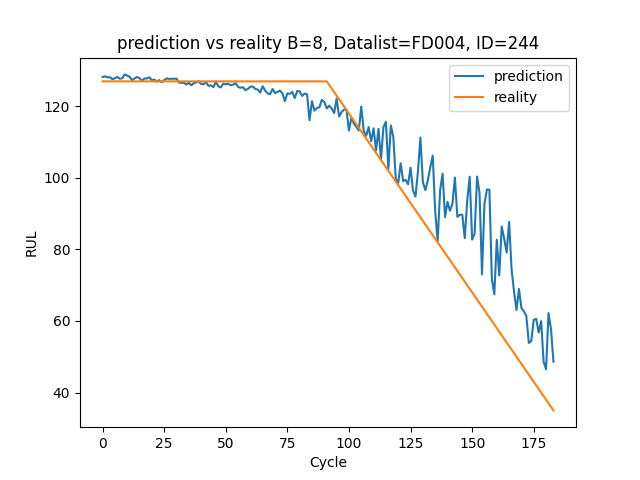 prediction vs reality B=8, Datalist=FD004, ID=244
prediction
reality
120
100
80
60
40
RUL
0 25 50 75 100 125 150 175
Cycle